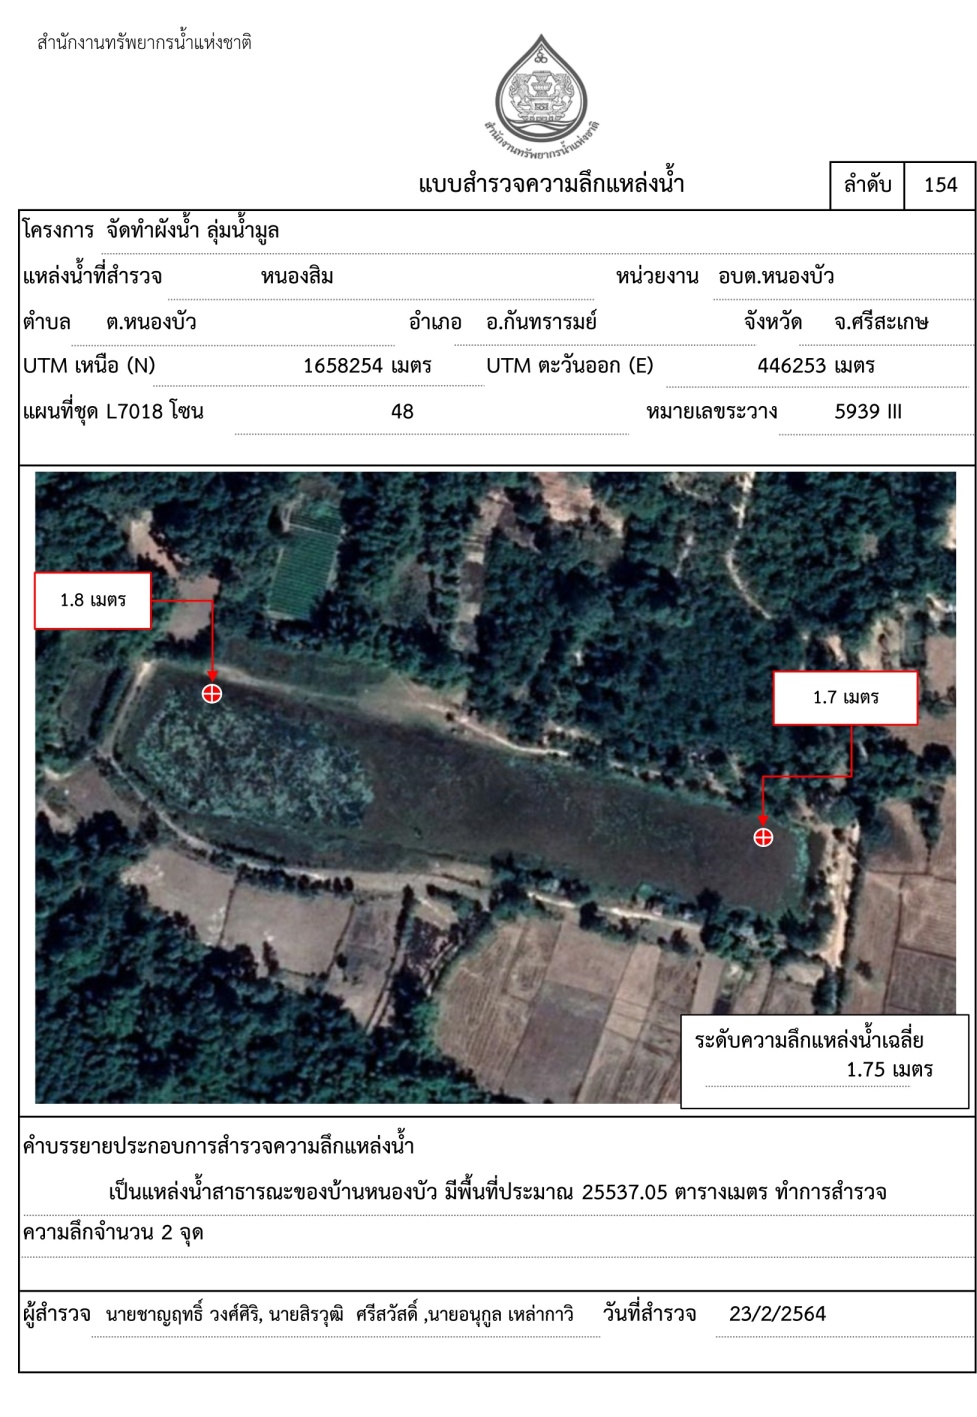 สำนักงานทรัพยากรน้ำแห่งชาติ
สำนักงานทรัพยากรน้ำแห่งชาติ
แบบสำรวจความลึกแหล่งน้ำ
ลำดับ 154
โครงการ จัดทำผังน้ำ ลุ่มน้ำมูล
แหล่งน้ำที่สำรวจ หนองสิม หน่วยงาน อบต.หนองบัว
ตำบล ต.หนองบัว อำเภอ อ.กันทรารมย์ จังหวัด จ.ศรีสะเกษ
UTM เหนือ (N) 1658254 เมตร UTM ตะวันออก (E) 446253 เมตร
แผนที่ชุด L7018 โซน 48 หมายเลขระวาง 5939 III
1.8 เมตร
1.7 เมตร
ระดับความลึกแหล่งน้ำเฉลี่ย
1.75 เมตร
คำบรรยายประกอบการสำรวจความลึกแหล่งน้ำ
เป็นแหล่งน้ำสาธารณะของบ้านหนองบัว มีพื้นที่ประมาณ 25537.05 ตารางเมตร ทำการสำรวจ
ความลึกจำนวน 2 จุด
ผู้สำรวจ นายชาญฤทธิ์ วงศ์ศิริ, นายสิรวุฒิ ศรีสวัสดิ์ ,นายอนุกูล เหล่ากาวิ วันที่สำรวจ 23/2/2564